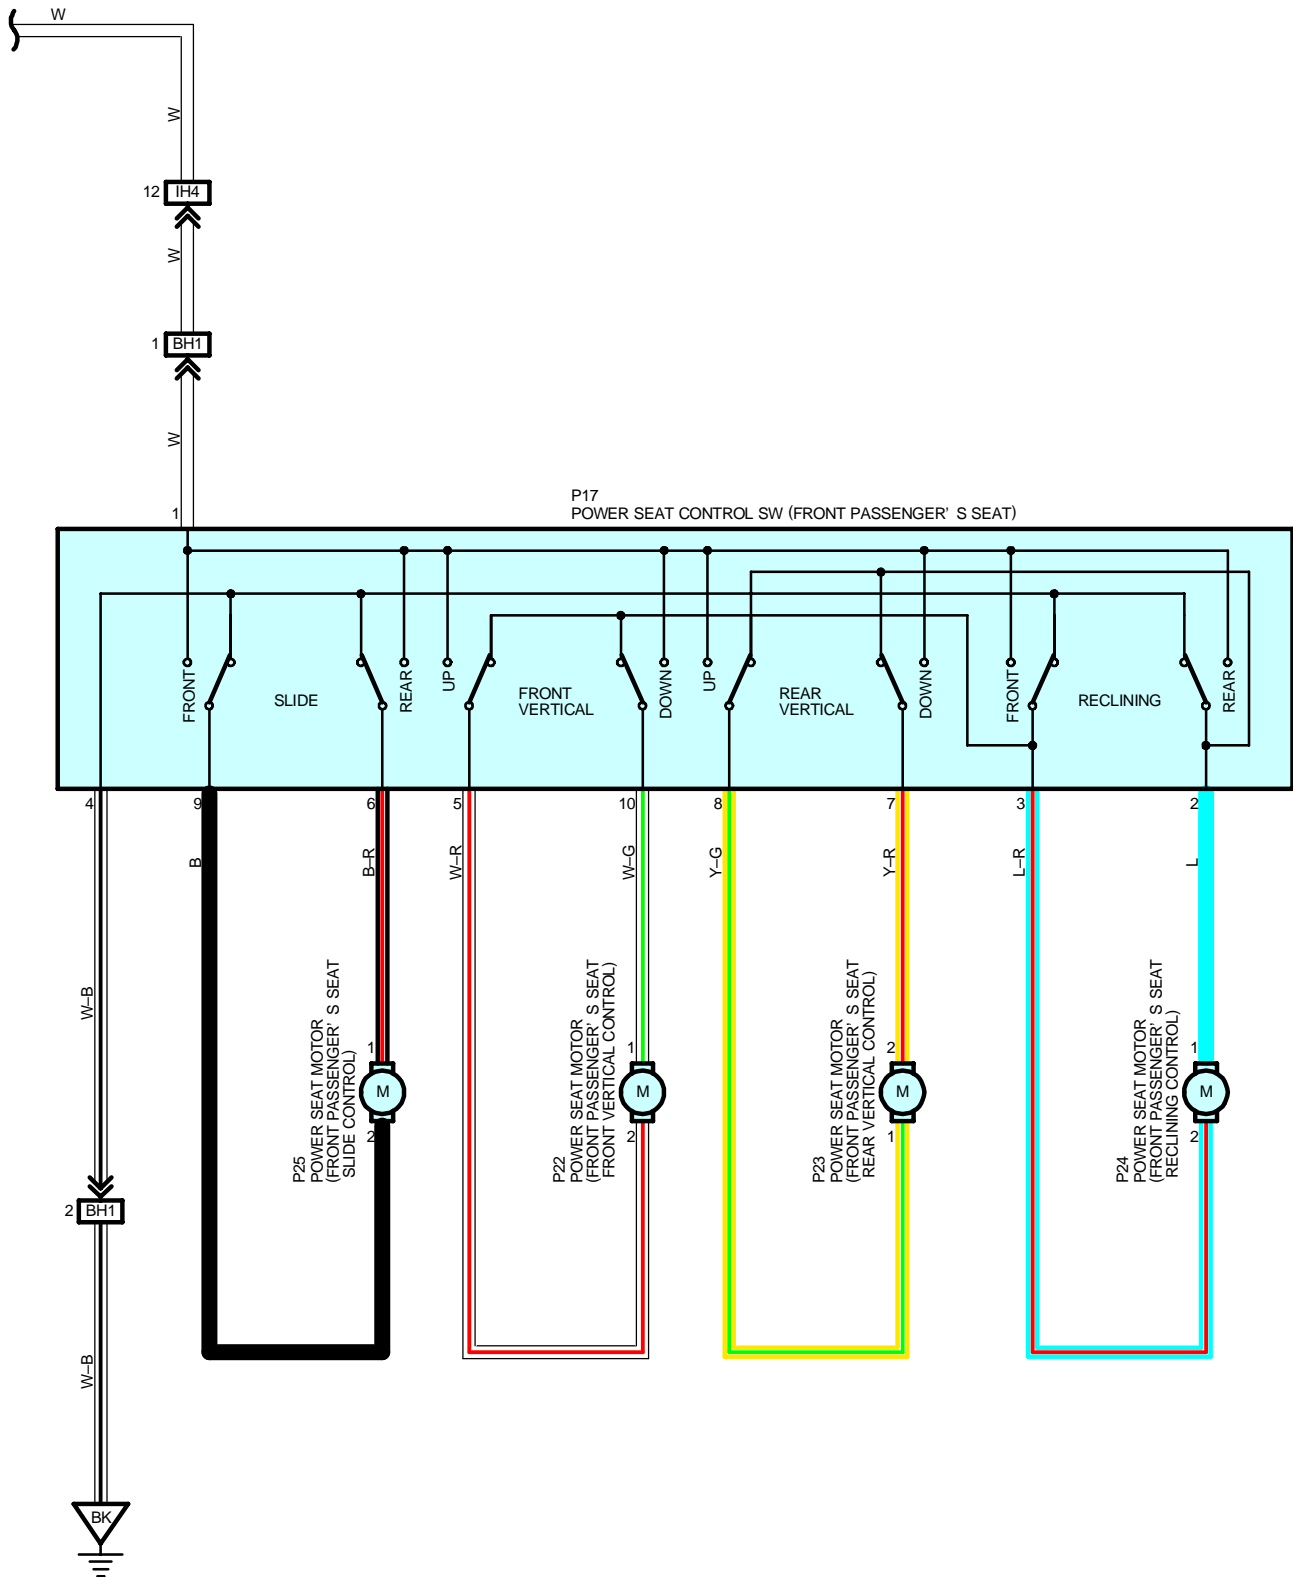 W
W
12 IH4
W
1 BH1
W
P17
POWER SEAT CONTROL SW (FRONT PASSENGER' S SEAT)
1
FRONT
SLIDE
REAR
UP
FRONT
VERTICAL
DOWN
UP
REAR
VERTICAL
DOWN
FRONT
RECLINING
REAR
4
9
6
5
10
8
7
3
2
B
B–R
W–R
W–G
Y–G
Y–R
L–R
L
W–B
P25
POWER SEAT MOTOR
(FRONT PASSENGER' S SEAT
SLIDE CONTROL)
1
M
2
P22
POWER SEAT MOTOR
(FRONT PASSENGER' S SEAT
FRONT VERTICAL CONTROL)
1
M
2
P23
POWER SEAT MOTOR
(FRONT PASSENGER' S SEAT
REAR VERTICAL CONTROL)
2
M
1
P24
POWER SEAT MOTOR
(FRONT PASSENGER' S SEAT
RECLINING CONTROL)
1
M
2
2 BH1
W–B
BK